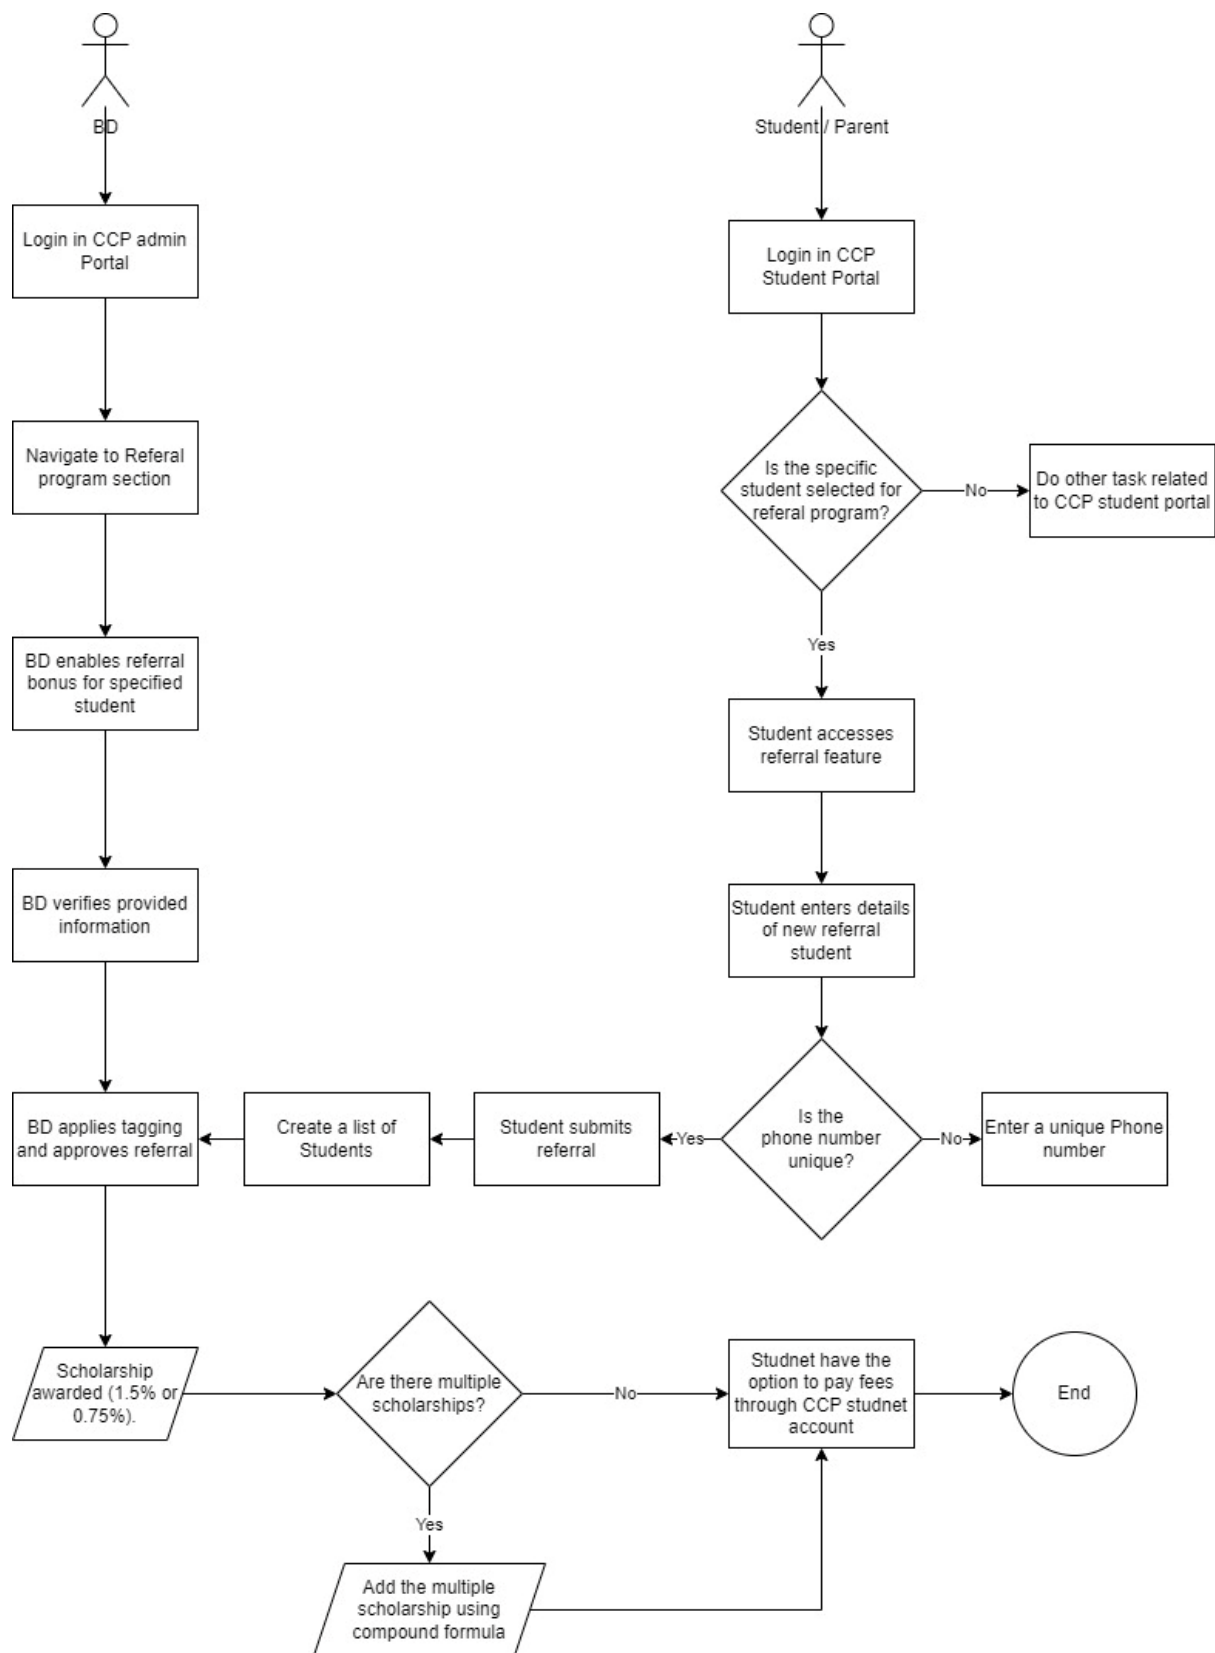 BD
Student / Parent
Login in CCP admin
Portal
Login in CCP
Student Portal
Navigate to Referal
program section
Is the specific
student selected for
referal program?
No
Do other task related
to CCP student portal
Yes
BD enables referral
bonus for specified
student
Student accesses
referral feature
BD verifies provided
information
Student enters details
of new referral
student
BD applies tagging
and approves referral
Create a list of
Students
Student submits
referral
Yes
Is the
phone number
unique?
No
Enter a unique Phone
number
Scholarship
awarded (1.5% or
0.75%).
Are there multiple
scholarships?
No
Studnet have the
option to pay fees
through CCP studnet
account
End
Yes
Add the multiple
scholarship using
compound formula